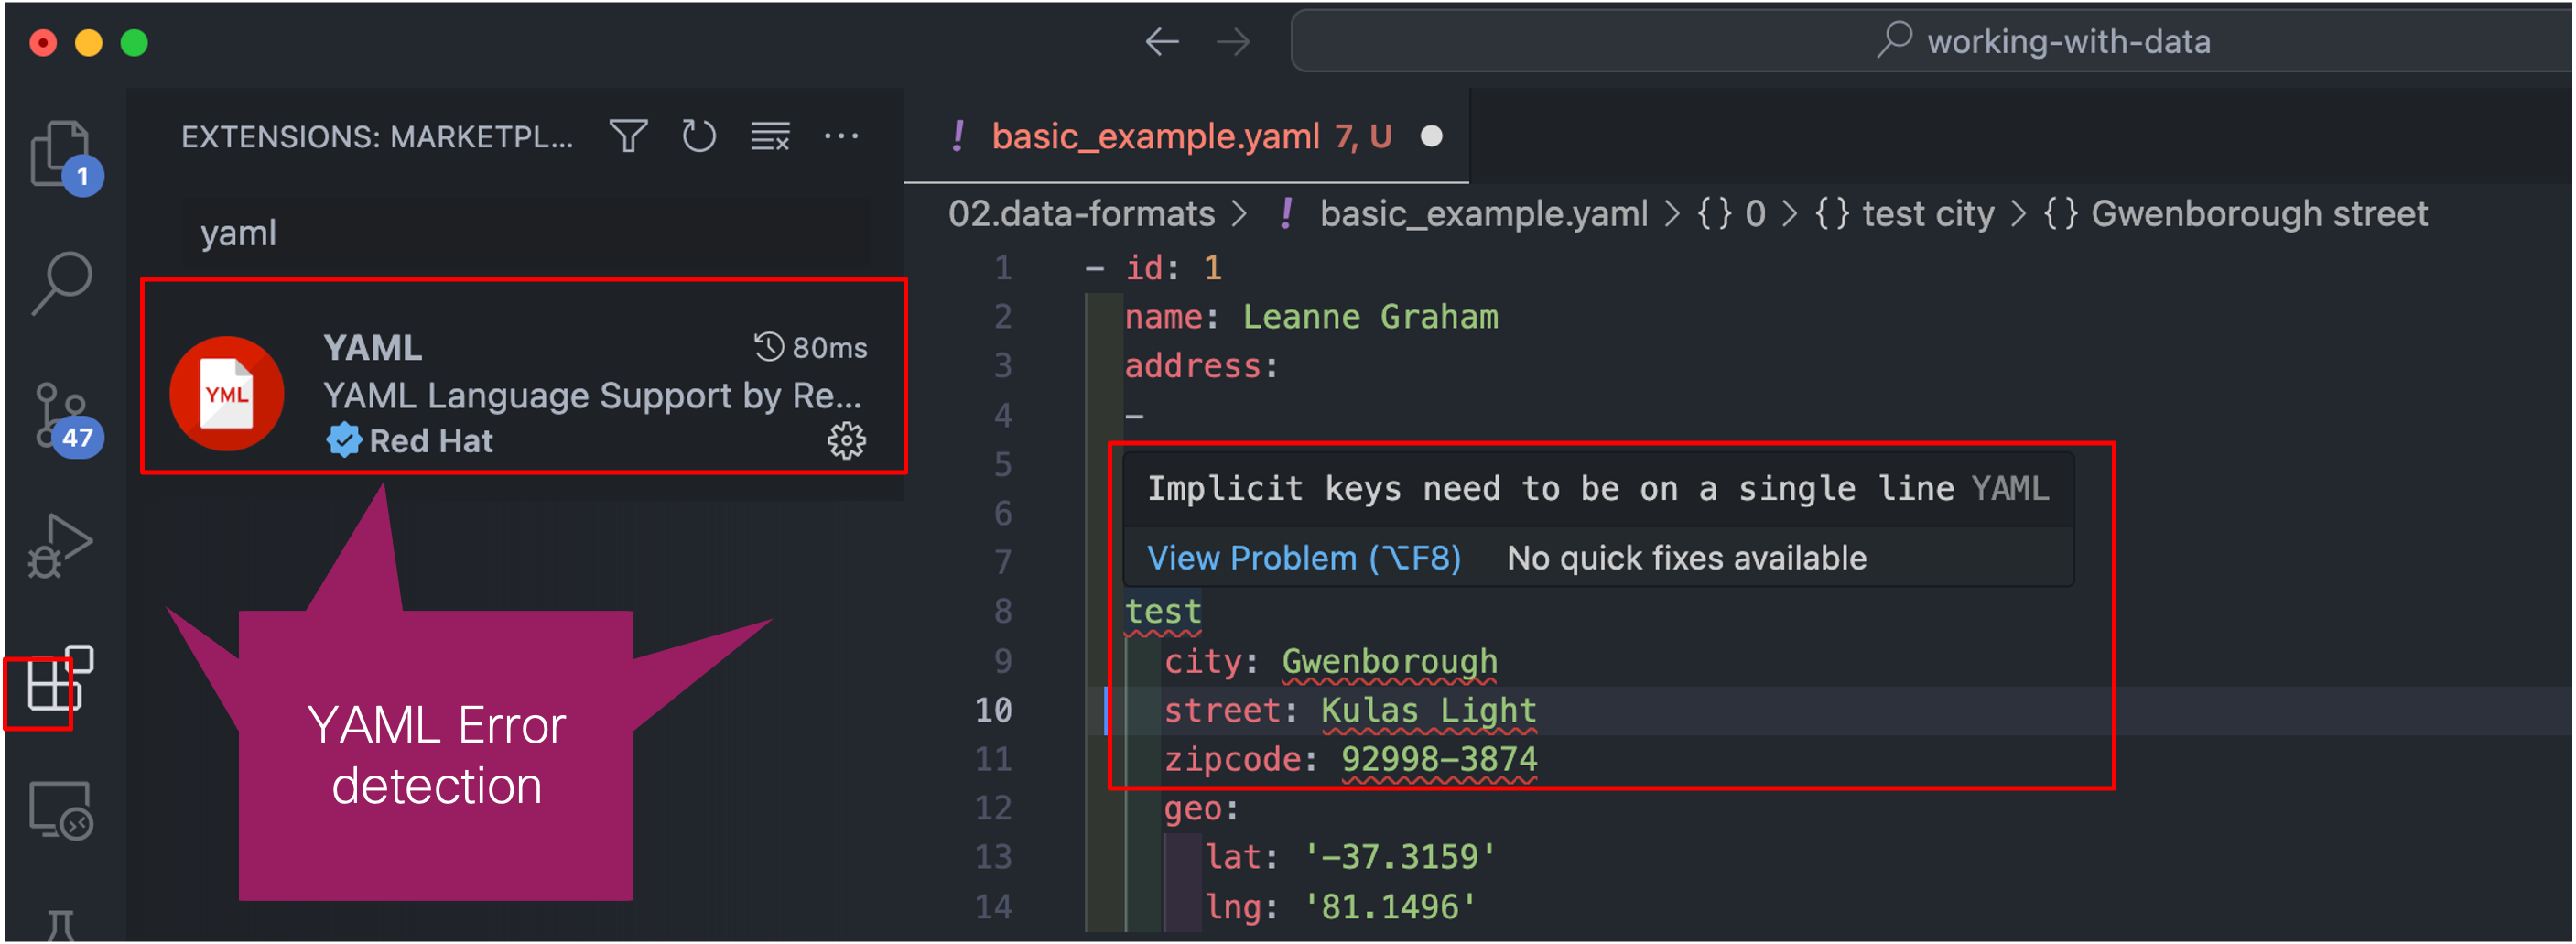 working-with-data
EXTENSIONS: MARKETPL...
basic_example.yaml 7, U
1
yaml
02.data-formats > ! basic_example.yaml > {} 0 > {} test city > {} Gwenborough street
1 - id: 1
2 name: Leanne Graham
3 address:
4 -
5
6
7
Implicit keys need to be on a single line YAML
View Problem (⌥F8) No quick fixes available
8 test
9 city: Gwenborough
10 street: Kulas Light
11 zipcode: 92998-3874
12 geo:
13 lat: '-37.3159'
14 lng: '81.1496'
YAML 80ms
YML
YAML Language Support by Re...
Red Hat
47
YAML Error
detection